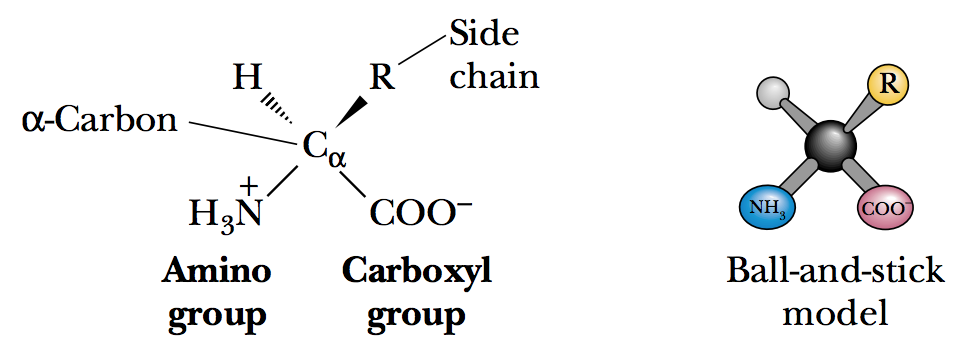 Side
chain
H
R
α-Carbon
Cα
H₃N⁺
COO⁻
Amino
group
Carboxyl
group
R
NH₃
COO⁻
Ball-and-stick
model